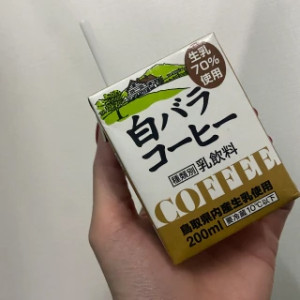 生乳
70%
使用
白バラ
コーヒー
種類別 乳飲料
COFFEE
鳥取県内産生乳使用
200ml 要冷蔵10℃以下